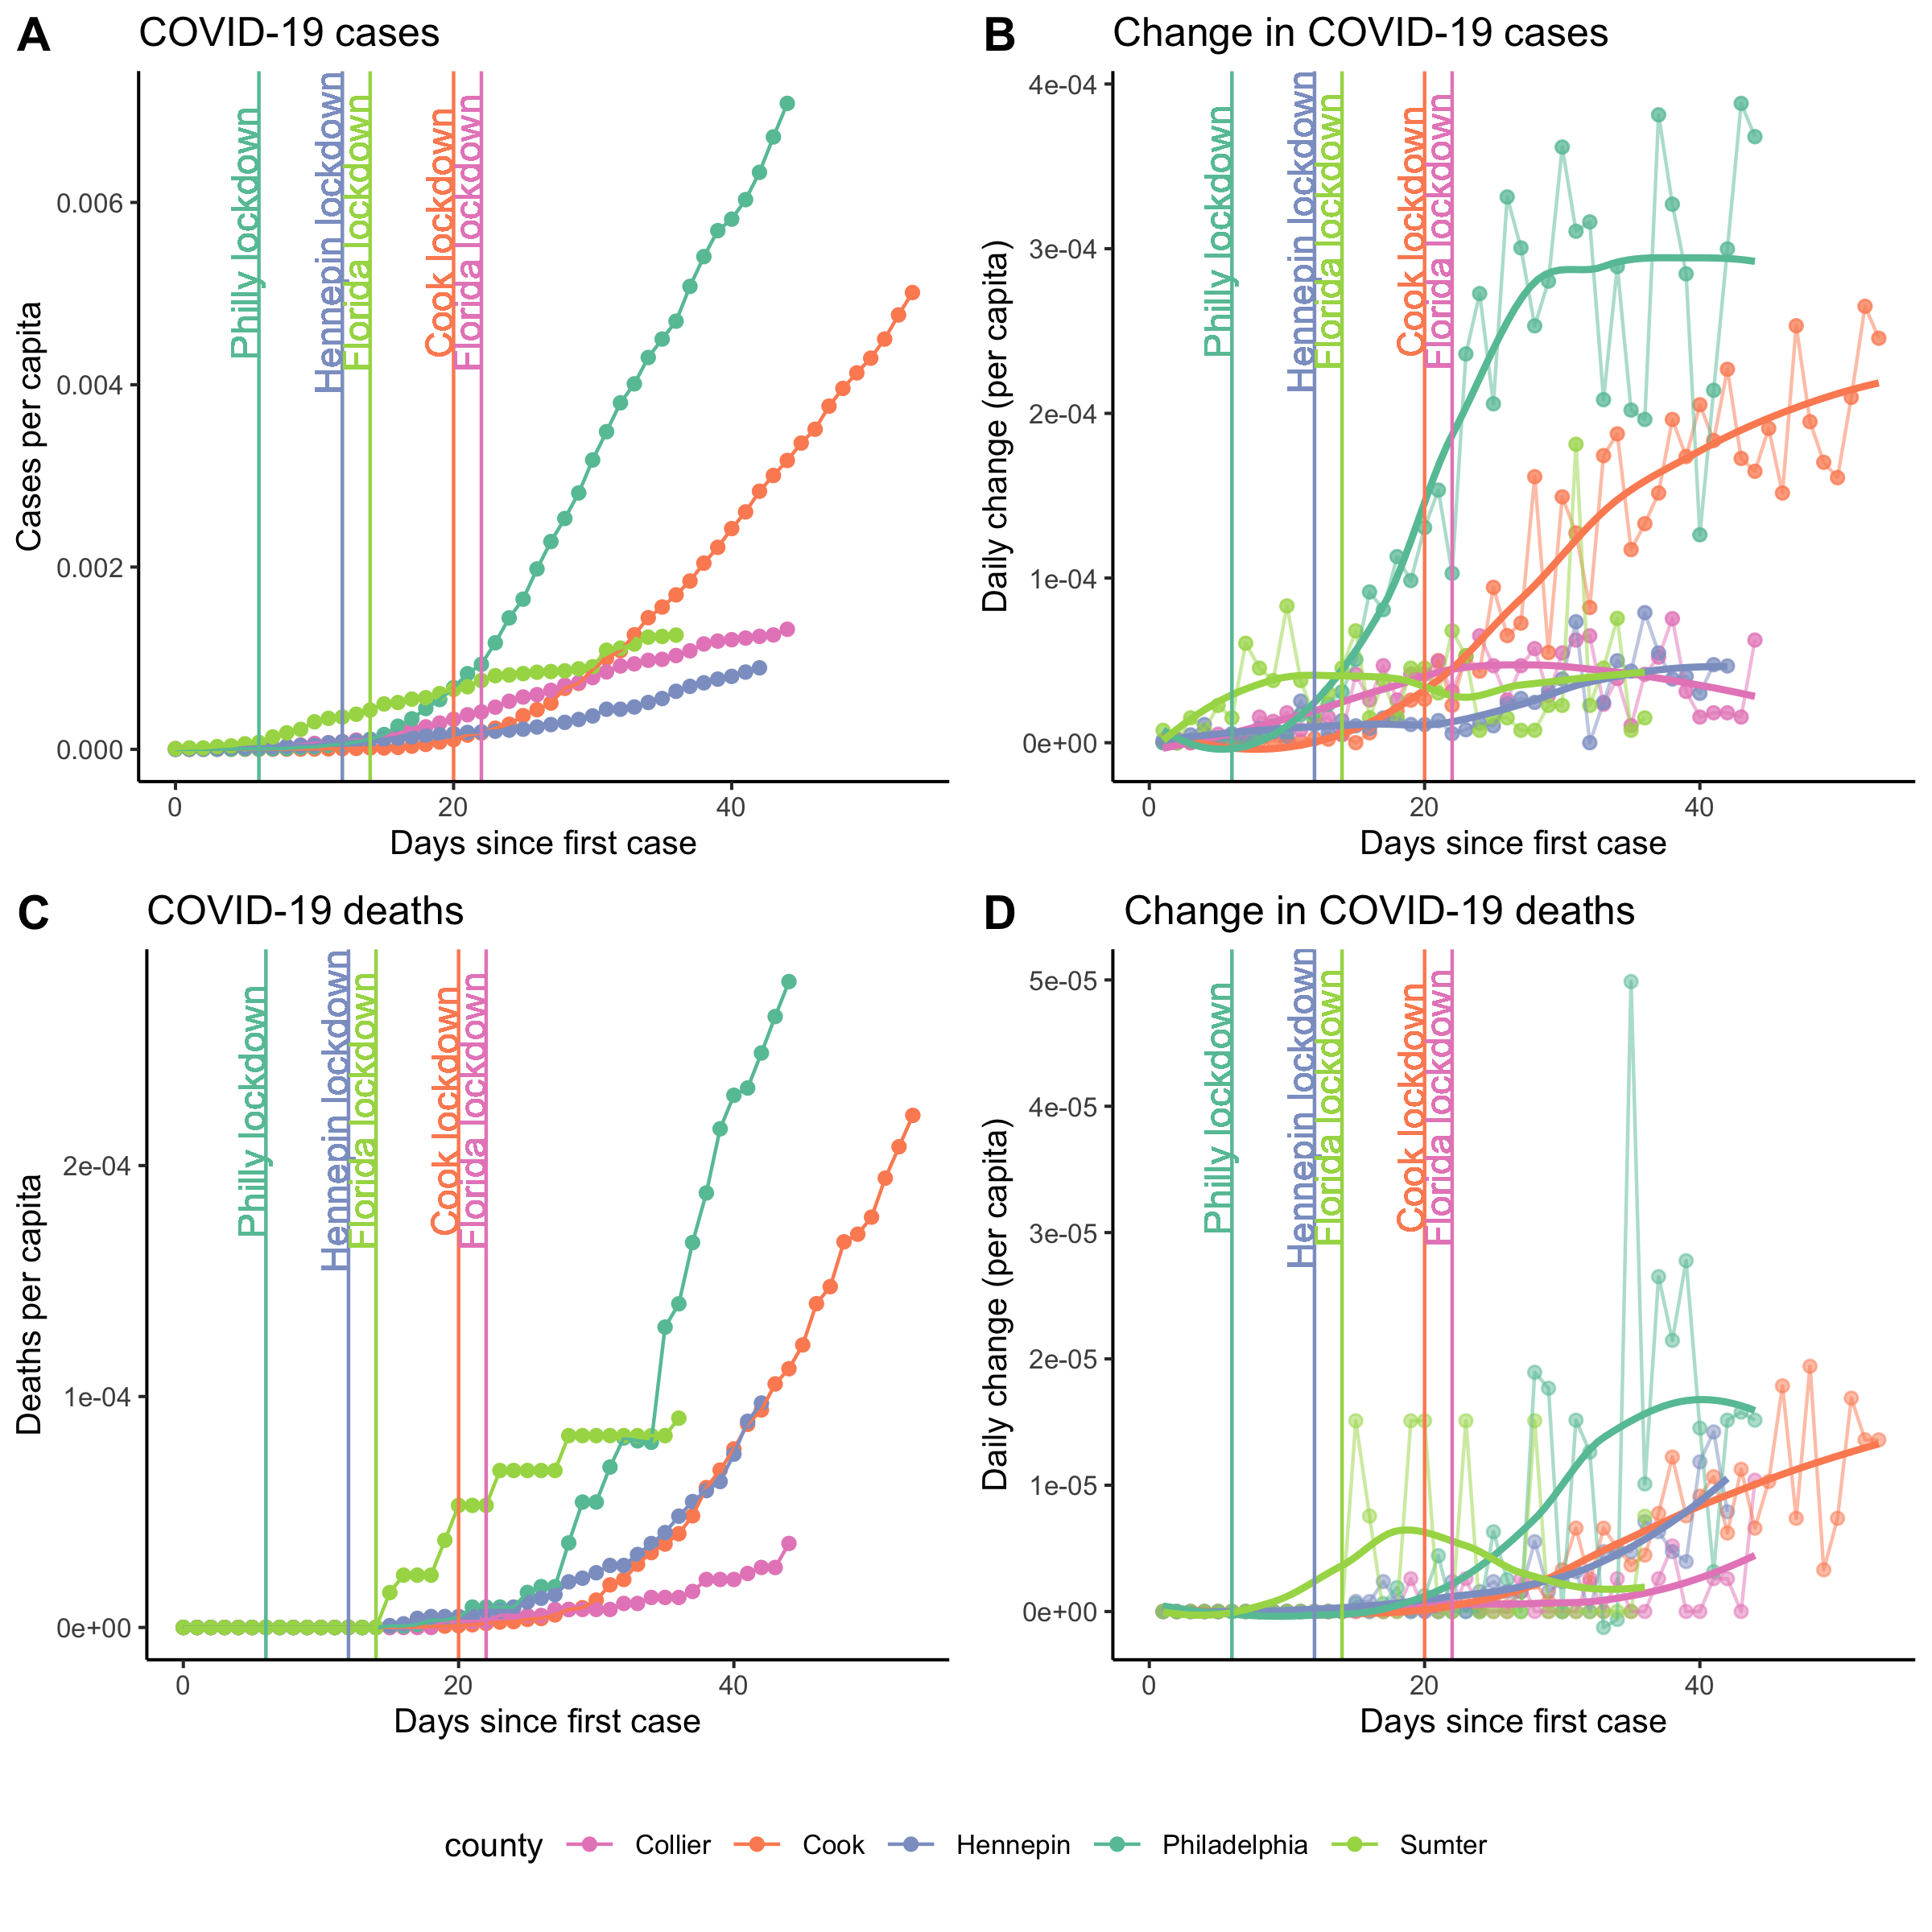 A COVID-19 cases
Cases per capita
0.006
0.004
0.002
0.000
Philly lockdown
Hennepin lockdown
Florida lockdown
Cook lockdown
Florida lockdown
0 20 40
Days since first case
B Change in COVID-19 cases
Daily change (per capita)
4e-04
3e-04
2e-04
1e-04
0e+00
Philly lockdown
Hennepin lockdown
Florida lockdown
Cook lockdown
Florida lockdown
0 20 40
Days since first case
C COVID-19 deaths
Deaths per capita
2e-04
1e-04
0e+00
Philly lockdown
Hennepin lockdown
Florida lockdown
Cook lockdown
Florida lockdown
0 20 40
Days since first case
D Change in COVID-19 deaths
Daily change (per capita)
5e-05
4e-05
3e-05
2e-05
1e-05
0e+00
Philly lockdown
Hennepin lockdown
Florida lockdown
Cook lockdown
Florida lockdown
0 20 40
Days since first case
county Collier Cook Hennepin Philadelphia Sumter